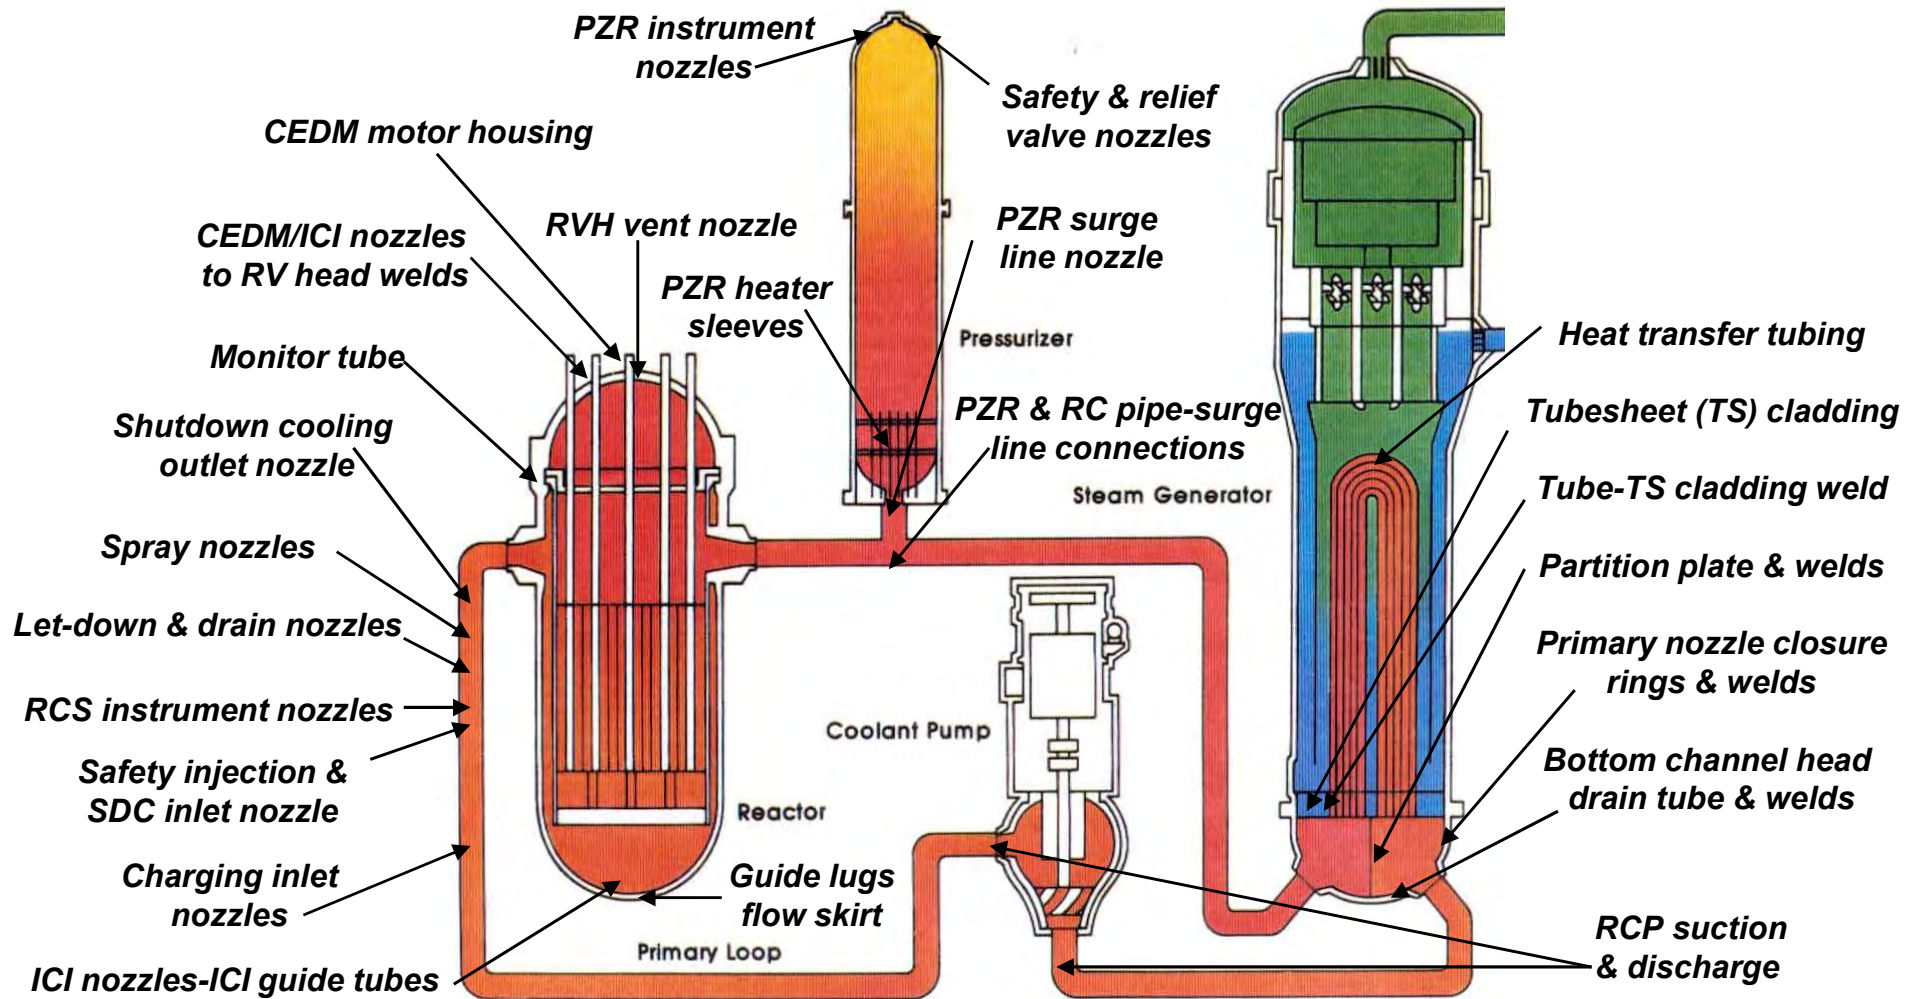 PZR instrument
nozzles
Safety & relief
valve nozzles
CEDM motor housing
RVH vent nozzle
PZR surge
line nozzle
CEDM/ICI nozzles
to RV head welds
PZR heater
sleeves
Pressurizer
Heat transfer tubing
Monitor tube
PZR & RC pipe-surge
line connections
Tubesheet (TS) cladding
Shutdown cooling
outlet nozzle
Steam Generator
Tube-TS cladding weld
Spray nozzles
Partition plate & welds
Let-down & drain nozzles
Primary nozzle closure
rings & welds
RCS instrument nozzles
Coolant Pump
Safety injection &
SDC inlet nozzle
Bottom channel head
drain tube & welds
Reactor
Charging inlet
nozzles
Guide lugs
flow skirt
RCP suction
& discharge
Primary Loop
ICI nozzles-ICI guide tubes